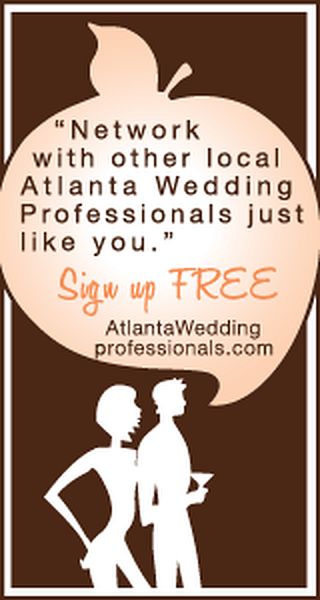 “Network
with other local
Atlanta Wedding
Professionals just
like you.”
Sign up FREE
AtlantaWedding
professionals.com